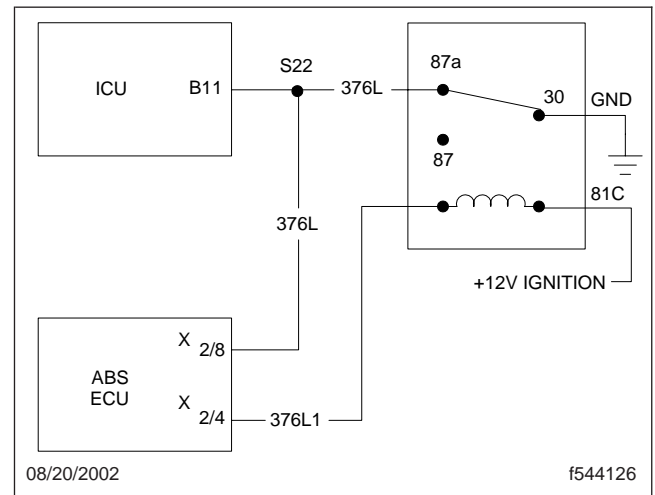 ICU
B11
S22
376L
87a
30
GND
87
81C
+12V IGNITION
376L
ABS
ECU
X 2/8
X 2/4
376L1
08/20/2002
f544126